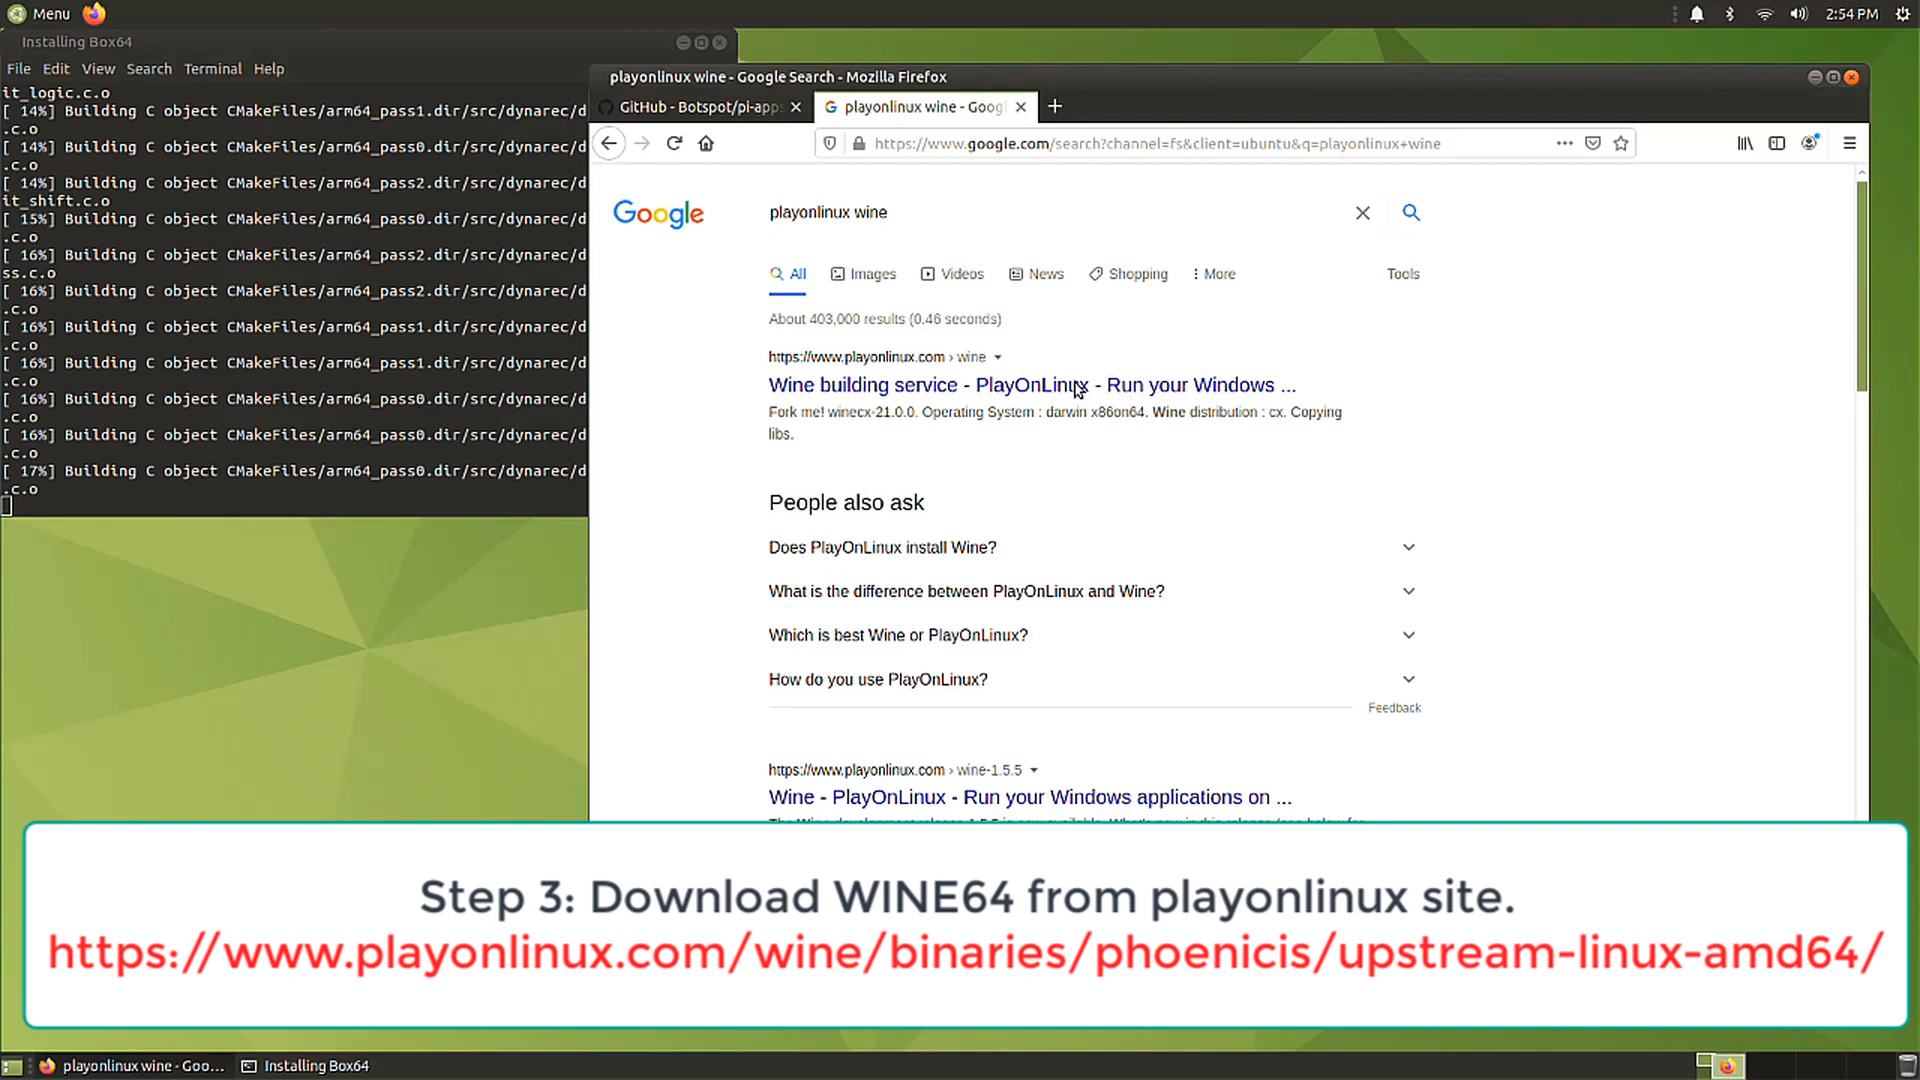 Menu
2:54 PM
Installing Box64
File Edit View Search Terminal Help
it_logic.c.o
[ 14%] Building C object CMakeFiles/arm64_pass1.dir/src/dynarec/d
.c.o
[ 14%] Building C object CMakeFiles/arm64_pass0.dir/src/dynarec/d
.c.o
[ 14%] Building C object CMakeFiles/arm64_pass2.dir/src/dynarec/d
it_shift.c.o
[ 15%] Building C object CMakeFiles/arm64_pass0.dir/src/dynarec/d
.c.o
[ 16%] Building C object CMakeFiles/arm64_pass2.dir/src/dynarec/d
ss.c.o
[ 16%] Building C object CMakeFiles/arm64_pass2.dir/src/dynarec/d
.c.o
[ 16%] Building C object CMakeFiles/arm64_pass1.dir/src/dynarec/d
.c.o
[ 16%] Building C object CMakeFiles/arm64_pass1.dir/src/dynarec/d
.c.o
[ 16%] Building C object CMakeFiles/arm64_pass0.dir/src/dynarec/d
.c.o
[ 16%] Building C object CMakeFiles/arm64_pass0.dir/src/dynarec/d
.c.o
[ 17%] Building C object CMakeFiles/arm64_pass0.dir/src/dynarec/d
.c.o
playonlinux wine - Google Search - Mozilla Firefox
GitHub - Botspot/pi-apps
playonlinux wine - Goog
https://www.google.com/search?channel=fs&client=ubuntu&q=playonlinux+wine
Google
playonlinux wine
All Images Videos News Shopping More Tools
About 403,000 results (0.46 seconds)
https://www.playonlinux.com › wine
Wine building service - PlayOnLinux - Run your Windows ...
Fork me! winecx-21.0.0. Operating System : darwin x86on64. Wine distribution : cx. Copying
libs.
People also ask
Does PlayOnLinux install Wine?
What is the difference between PlayOnLinux and Wine?
Which is best Wine or PlayOnLinux?
How do you use PlayOnLinux?
Feedback
https://www.playonlinux.com › wine-1.5.5
Wine - PlayOnLinux - Run your Windows applications on ...
Step 3: Download WINE64 from playonlinux site.
https://www.playonlinux.com/wine/binaries/phoenicis/upstream-linux-amd64/
playonlinux wine - Goo...
Installing Box64